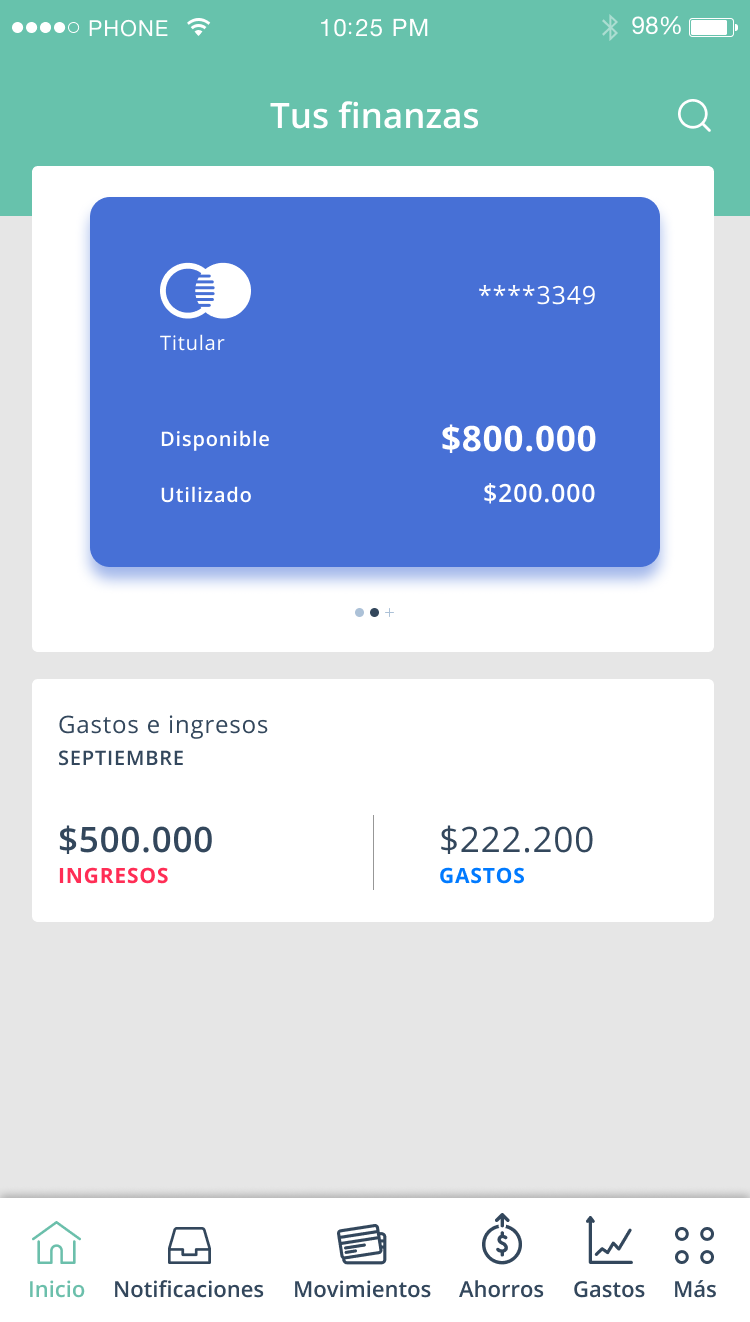 PHONE 10:25 PM 98%
Tus finanzas
****3349
Titular
Disponible $800.000
Utilizado $200.000
Gastos e ingresos
SEPTIEMBRE
$500.000 $222.200
INGRESOS GASTOS
Inicio Notificaciones Movimientos Ahorros Gastos Más